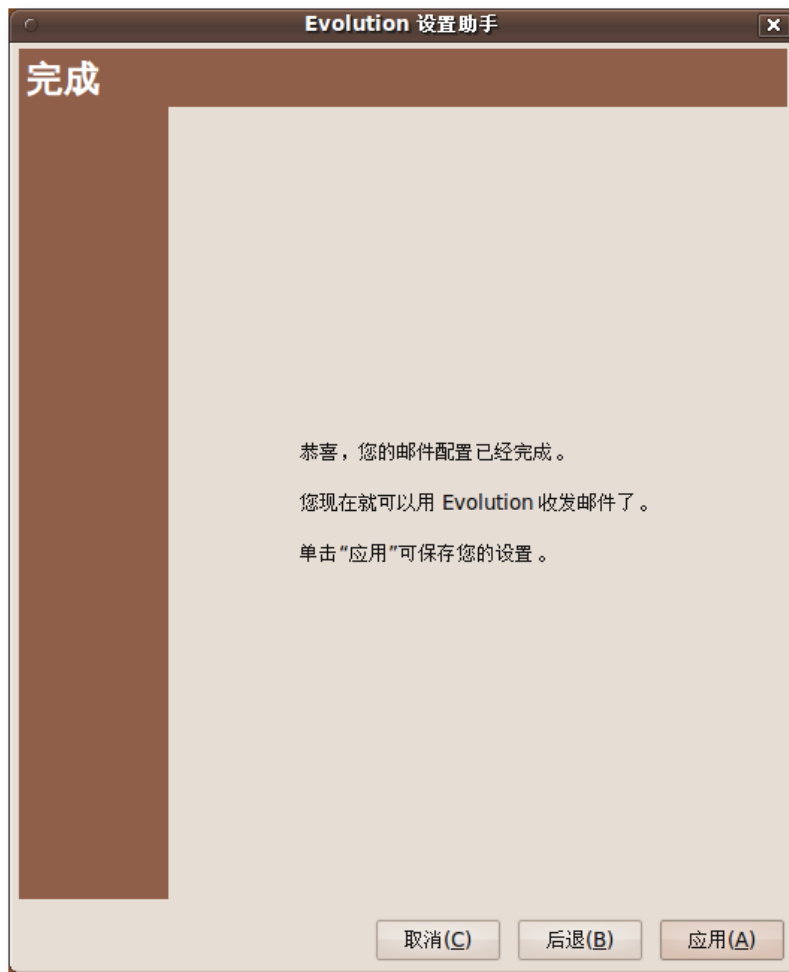 Evolution 设置助手
完成
恭喜，您的邮件配置已经完成。
您现在就可以用 Evolution 收发邮件了。
单击“应用”可保存您的设置。
取消(C) 后退(B) 应用(A)